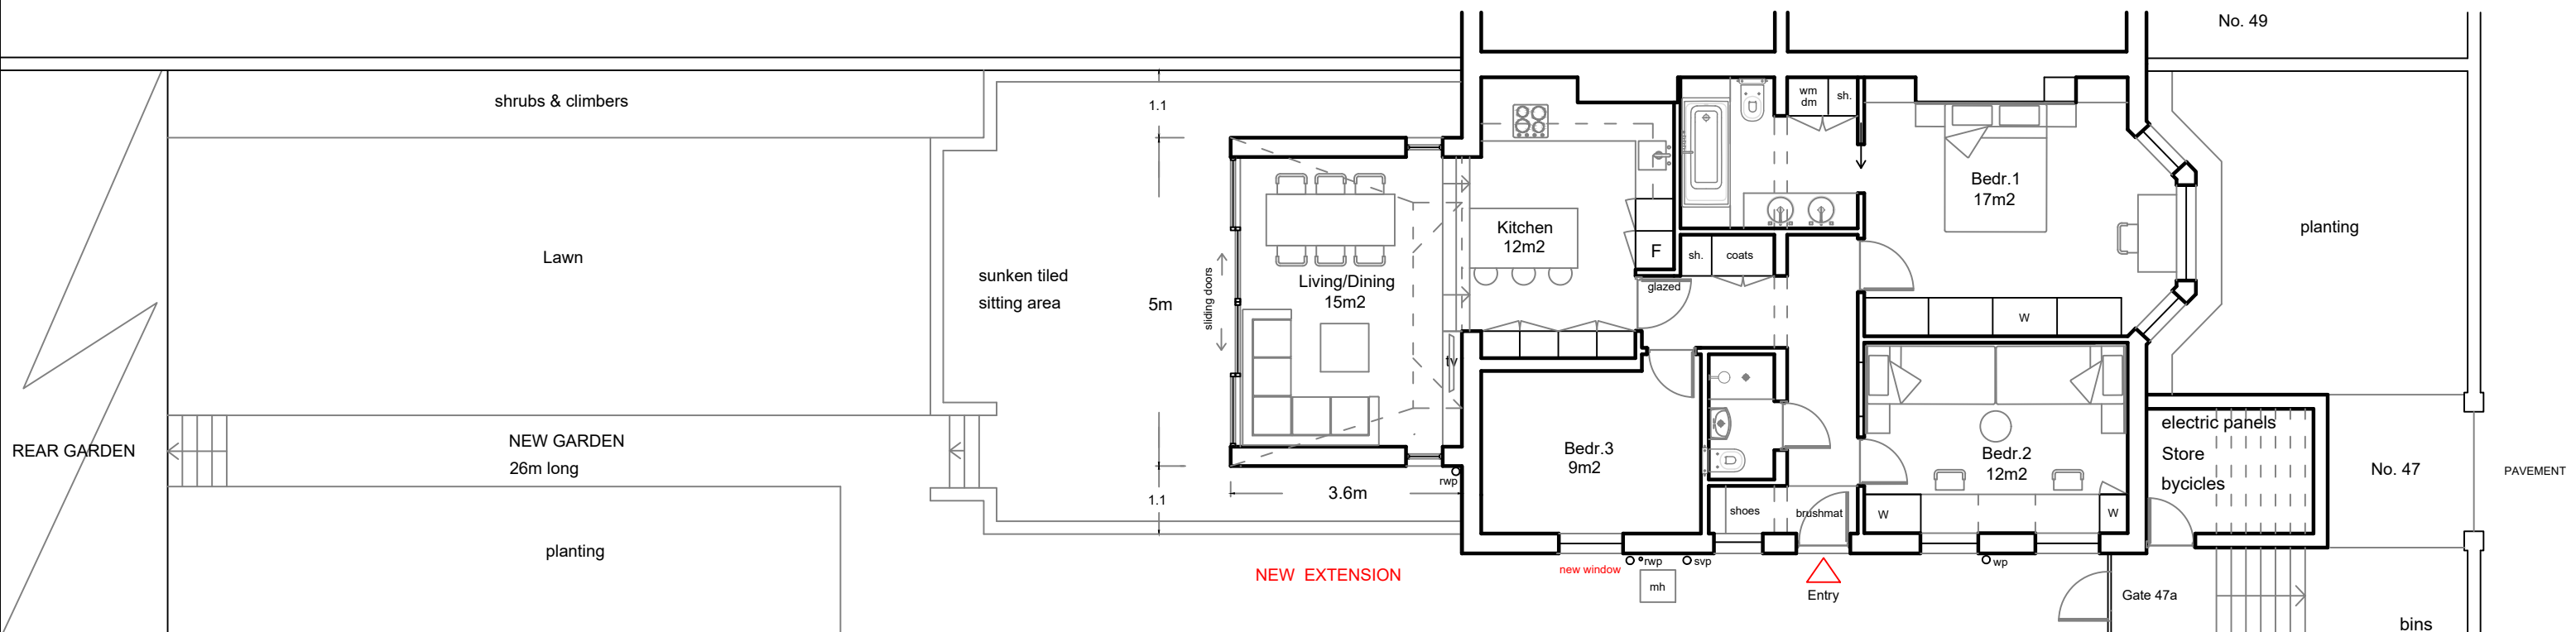 No. 49
shrubs & climbers
1.1
wm
dm
sh.
Bedr.1
17m2
planting
Kitchen
12m2
F
sh.
coats
Lawn
sunken tiled
sitting area
5m
sliding doors
Living/Dining
15m2
glazed
W
tv
REAR GARDEN
NEW GARDEN
26m long
Bedr.3
9m2
Bedr.2
12m2
electric panels
Store
bycicles
No. 47
PAVEMENT
rwp
3.6m
1.1
shoes
brushmat
W
W
planting
NEW EXTENSION
new window
rwp
svp
wp
mh
Entry
Gate 47a
bins